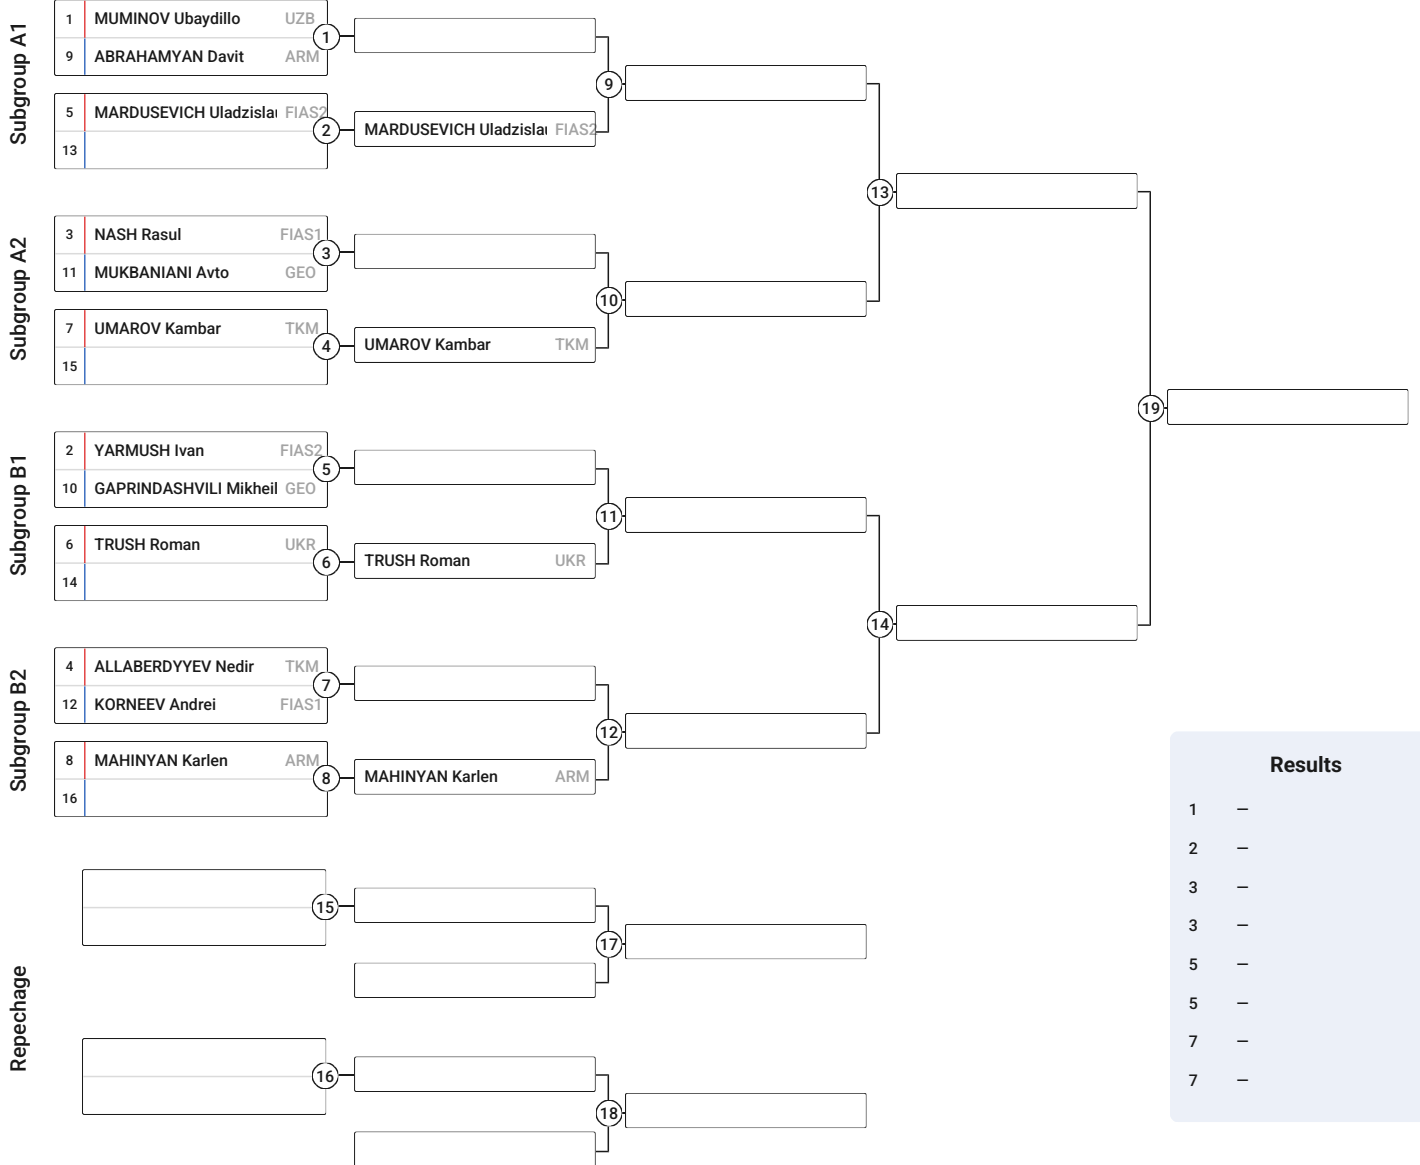 Subgroup A1
1 MUMINOV Ubaydillo UZB
9 ABRAHAMYAN Davit ARM
1
5 MARDUSEVICH Uladzislau FIAS2
13
2
MARDUSEVICH Uladzislau FIAS2
9
Subgroup A2
3 NASH Rasul FIAS1
11 MUKBANIANI Avto GEO
3
7 UMAROV Kambar TKM
15
4
UMAROV Kambar TKM
10
13
Subgroup B1
2 YARMUSH Ivan FIAS2
10 GAPRINDASHVILI Mikheil GEO
5
6 TRUSH Roman UKR
14
6
TRUSH Roman UKR
11
Subgroup B2
4 ALLABERDYYEV Nedir TKM
12 KORNEEV Andrei FIAS1
7
8 MAHINYAN Karlen ARM
16
8
MAHINYAN Karlen ARM
12
14
19
Repechage
15
17
16
18
Results
1 –
2 –
3 –
3 –
5 –
5 –
7 –
7 –